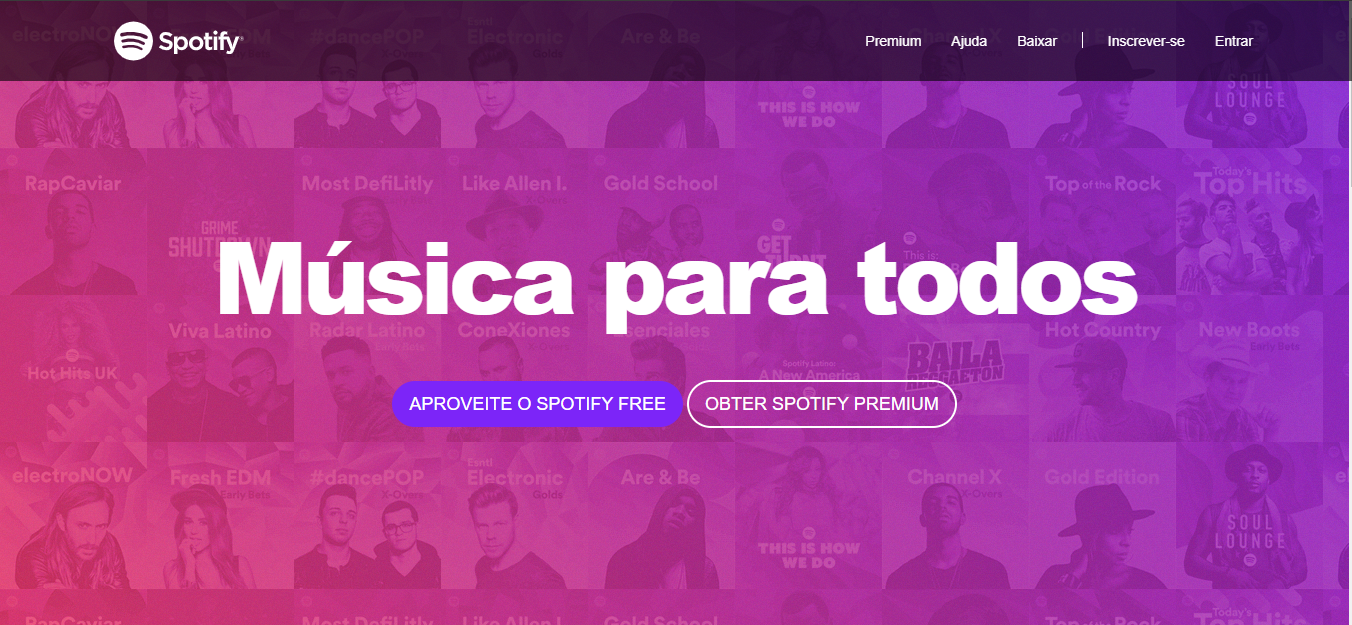 Spotify
Premium
Ajuda
Baixar
Inscrever-se
Entrar
electroNOW
#dancePOP
Esntl
Electronic
Are & Be
Channel X
SOUL
LOUNGE
THIS IS HOW
WE DO
RapCaviar
Most DefiLitly
Like Allen I.
Gold School
Top of the Rock
Today's
Top Hits
GRIME
SHUTDOWN
GET
TURNT
This is:
Música para todos
Viva Latino
Radar Latino
Early Bets
ConeXiones
X-Overs
Esenciales
Hot Country
New Boots
Early Bets
Hot Hits UK
Spotify Latino:
A New America
BAILA
REGGAETON
APROVEITE O SPOTIFY FREE
OBTER SPOTIFY PREMIUM
electroNOW
Fresh EDM
Early Bets
#dancePOP
X-Overs
Esntl
Electronic
Golds
Are & Be
Channel X
X-Overs
Gold Edition
THIS IS HOW
WE DO
SOUL
LOUNGE
RapCaviar
Most DefiLitly
Like Allen I.
Gold School
Top of the Rock
Today's
Top Hits